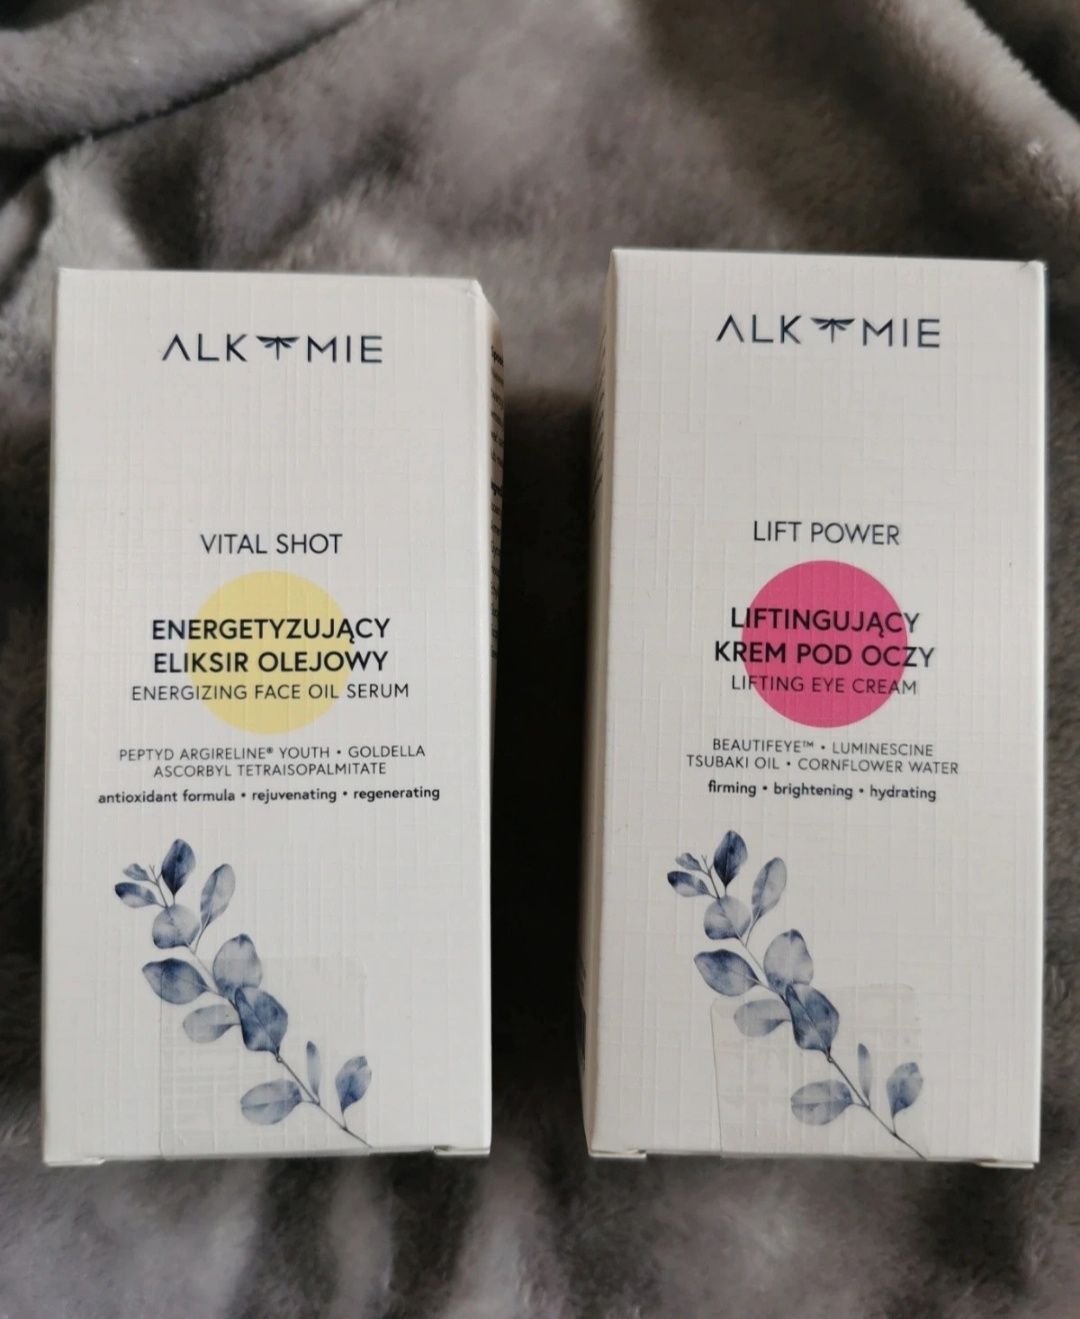 ALKMIE
VITAL SHOT
ENERGETYZUJĄCY
ELIKSIR OLEJOWY
ENERGIZING FACE OIL SERUM
PEPTYD ARGIRELINE® YOUTH • GOLDELLA
ASCORBYL TETRAISOPALMITATE
antioxidant formula • rejuvenating • regenerating
ALKMIE
LIFT POWER
LIFTINGUJĄCY
KREM POD OCZY
LIFTING EYE CREAM
BEAUTIFEYE™ • LUMINESCINE
TSUBAKI OIL • CORNFLOWER WATER
firming • brightening • hydrating